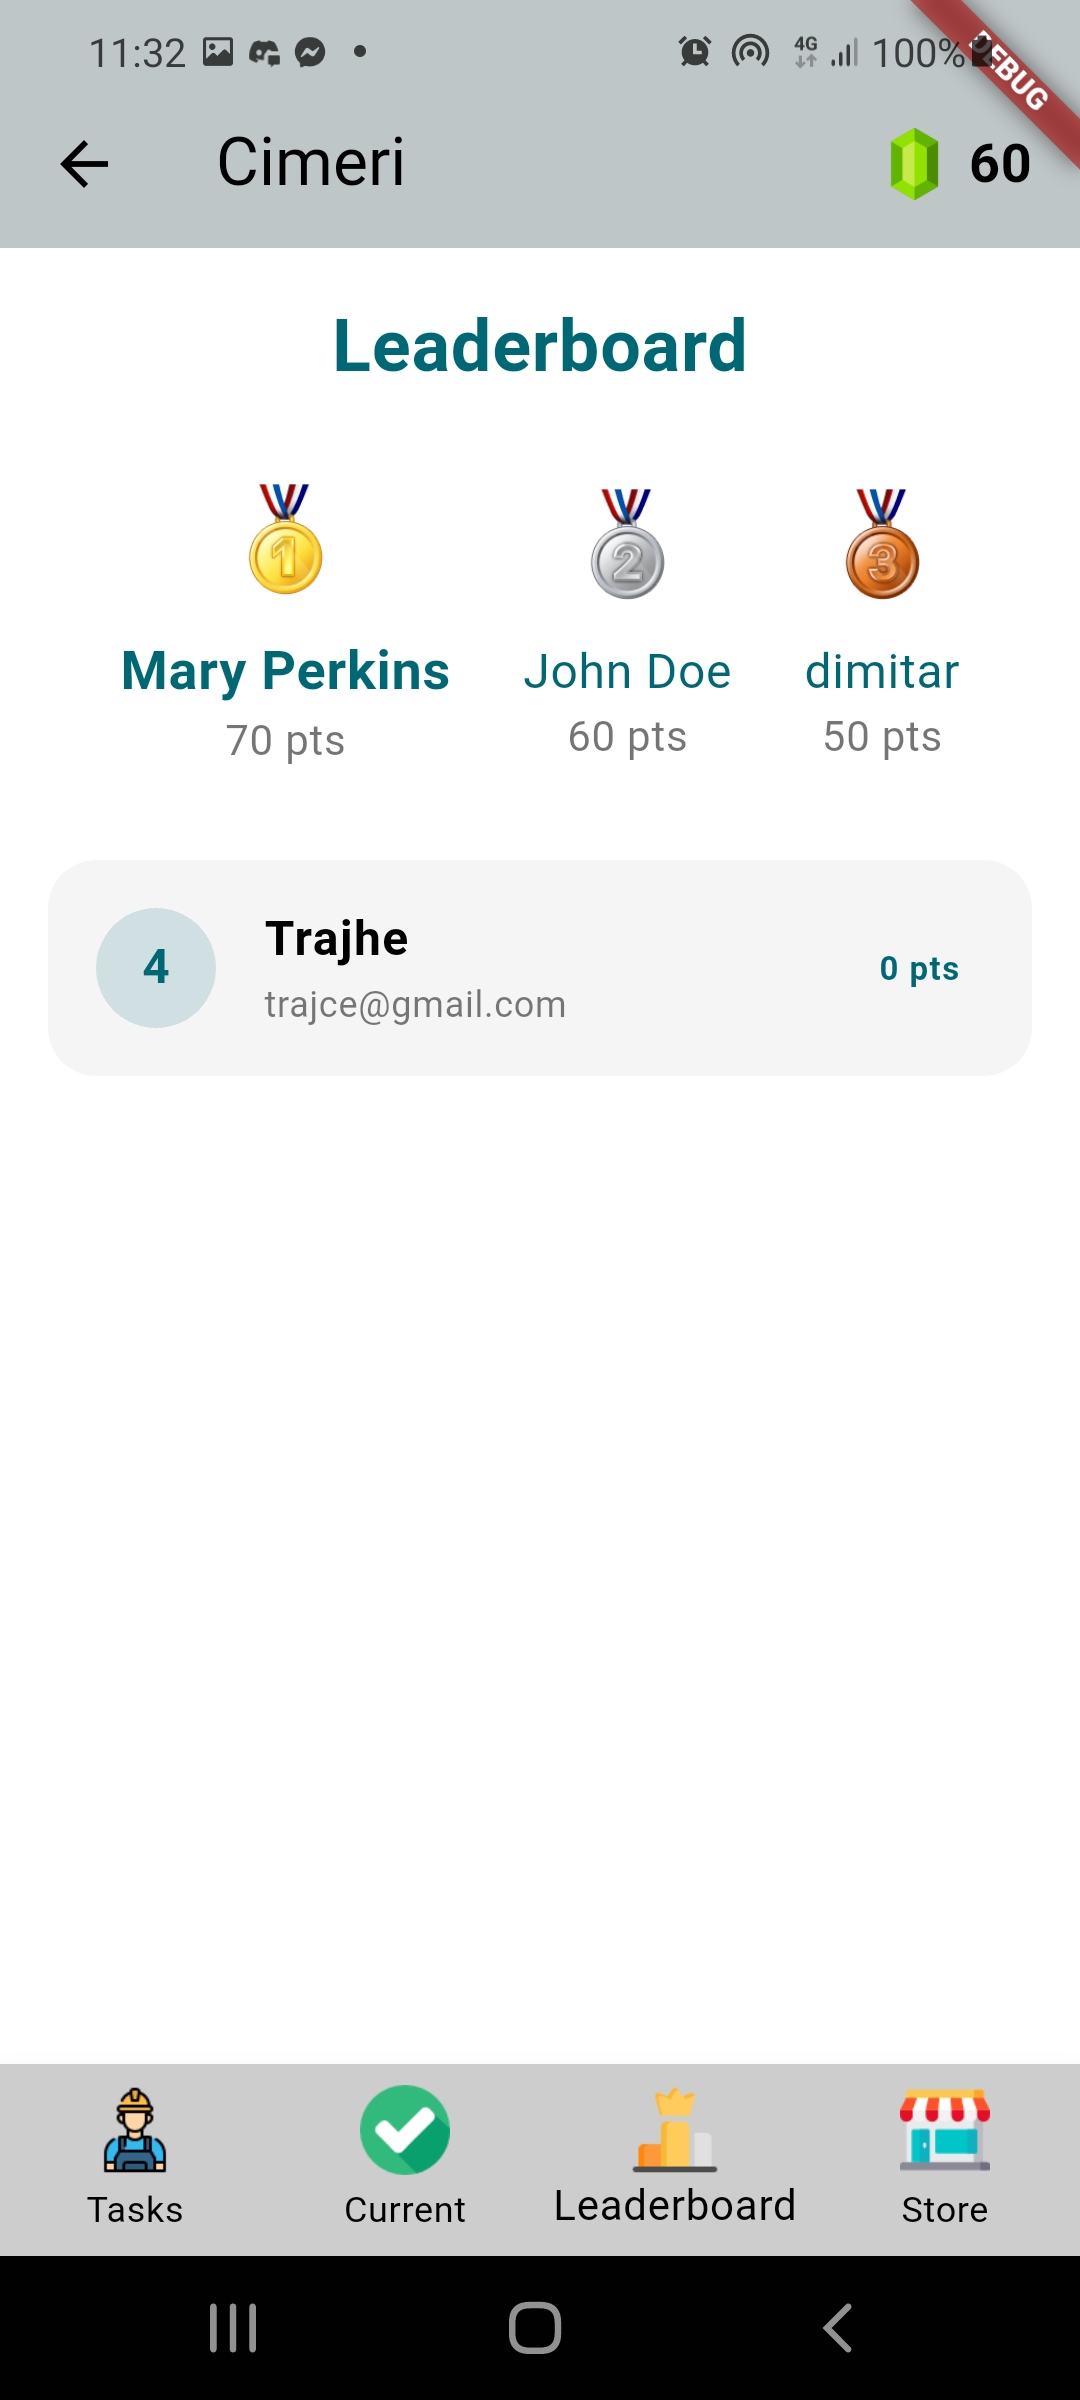 11:32 4G 100%
DEBUG
Cimeri 60
Leaderboard
1 2 3
Mary Perkins John Doe dimitar
70 pts 60 pts 50 pts
4 Trajhe 0 pts
trajce@gmail.com
Tasks Current Leaderboard Store